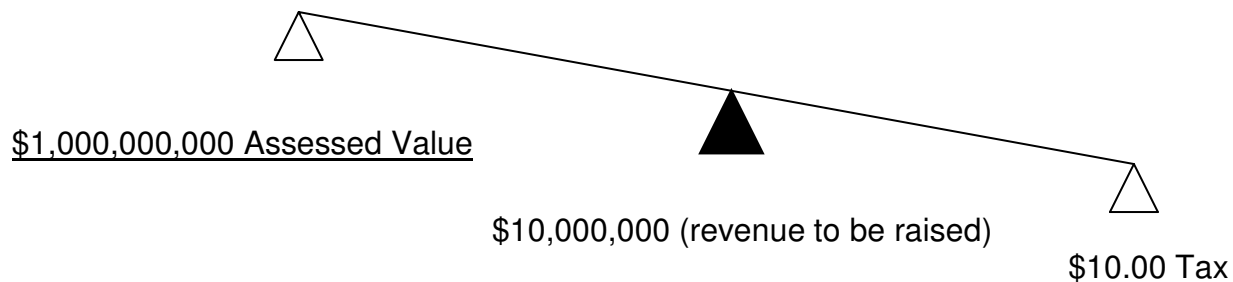 $1,000,000,000 Assessed Value
$10,000,000 (revenue to be raised)
$10.00 Tax